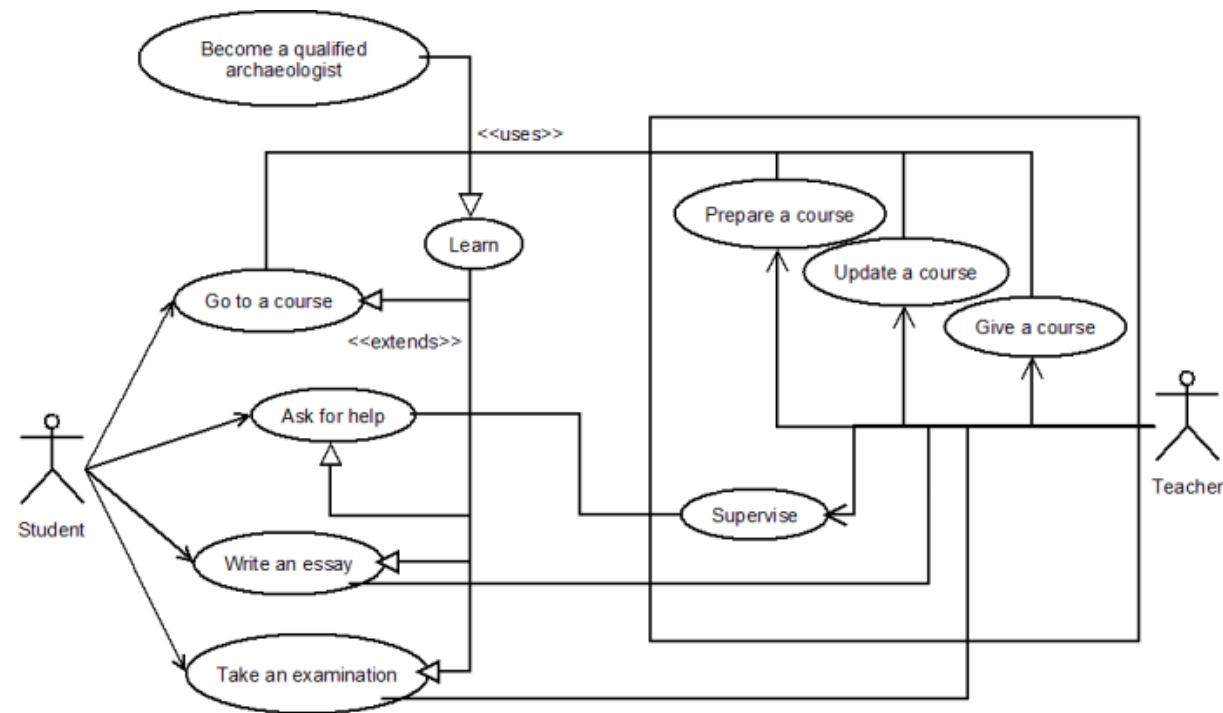 Become a qualified
archaeologist
<<uses>>
Prepare a course
Learn
Update a course
Go to a course
Give a course
<<extends>>
Ask for help
Teacher
Supervise
Student
Write an essay
Take an examination